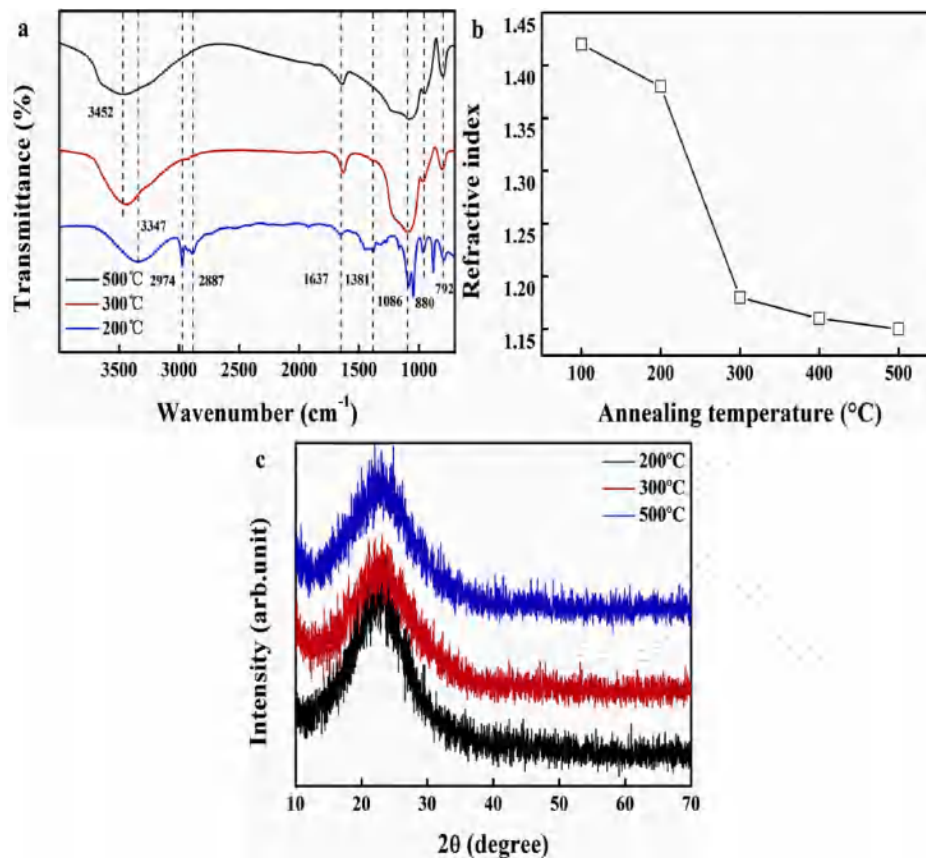 a
Transmittance (%)
3452
3347
2974
2887
1637
1381
1086
880
792
500℃
300℃
200℃
3500 3000 2500 2000 1500 1000
Wavenumber (cm⁻¹)
b
Refractive index
1.45
1.40
1.35
1.30
1.25
1.20
1.15
100 200 300 400 500
Annealing temperature (°C)
c
Intensity (arb.unit)
200°C
300°C
500°C
10 20 30 40 50 60 70
2θ (degree)